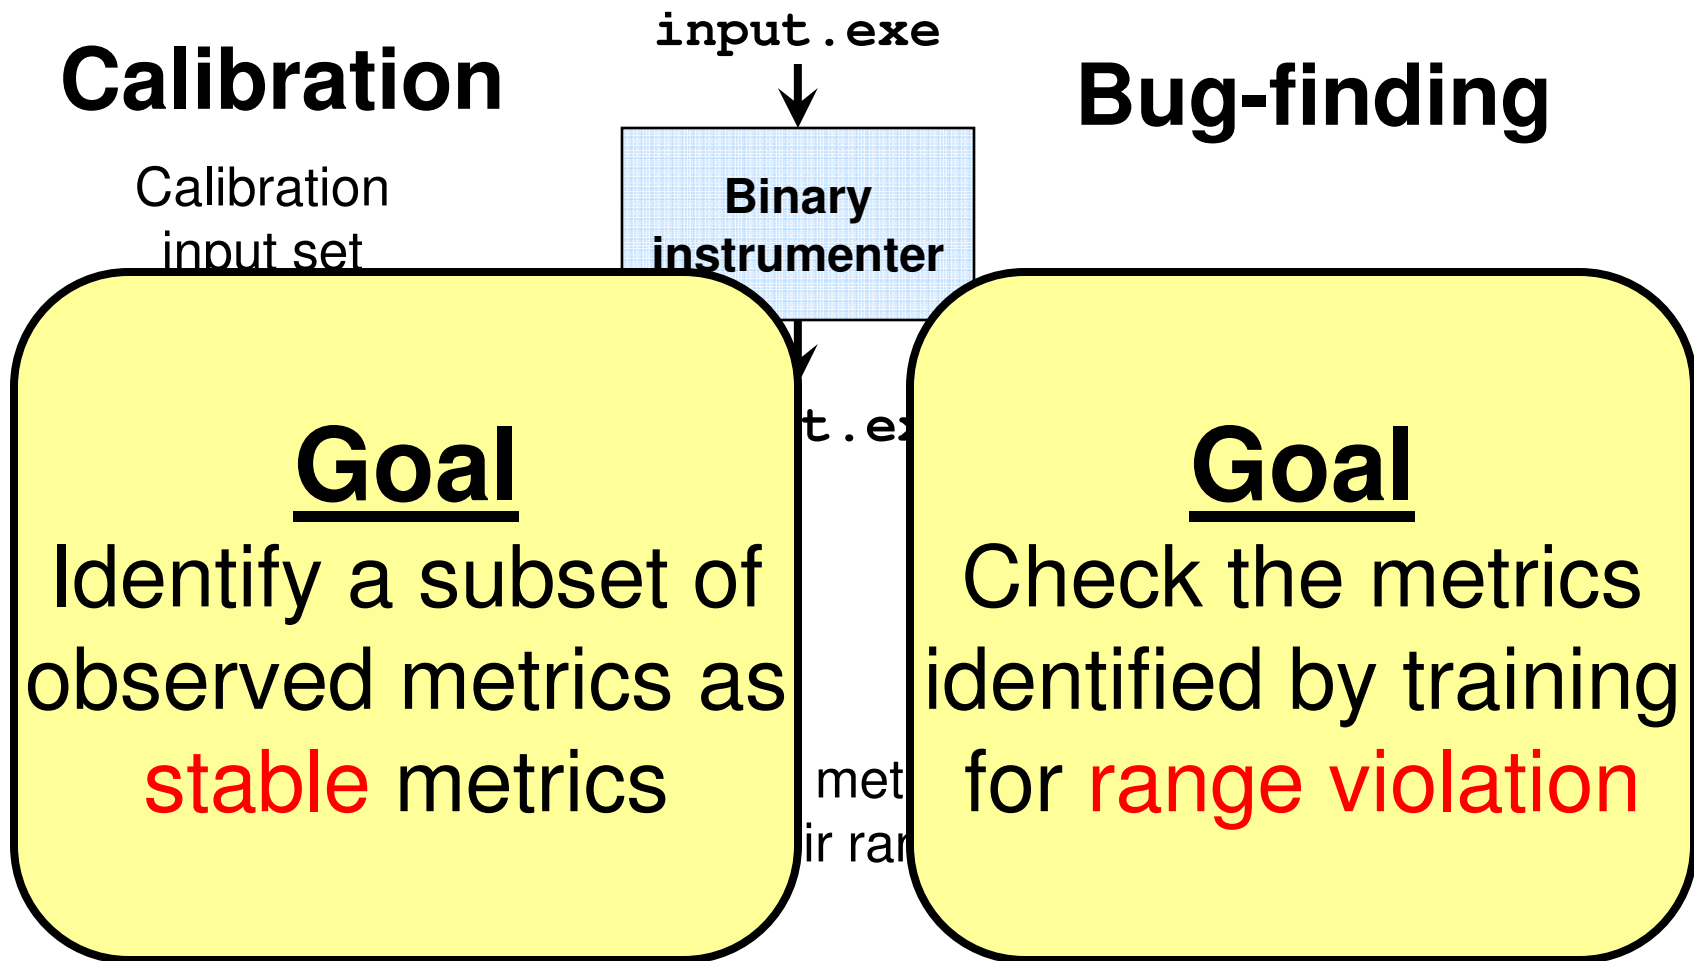 input.exe
Calibration
Bug-finding
Calibration
input set
Binary
instrumenter
Goal
Identify a subset of
observed metrics as
stable metrics
Goal
Check the metrics
identified by training
for range violation